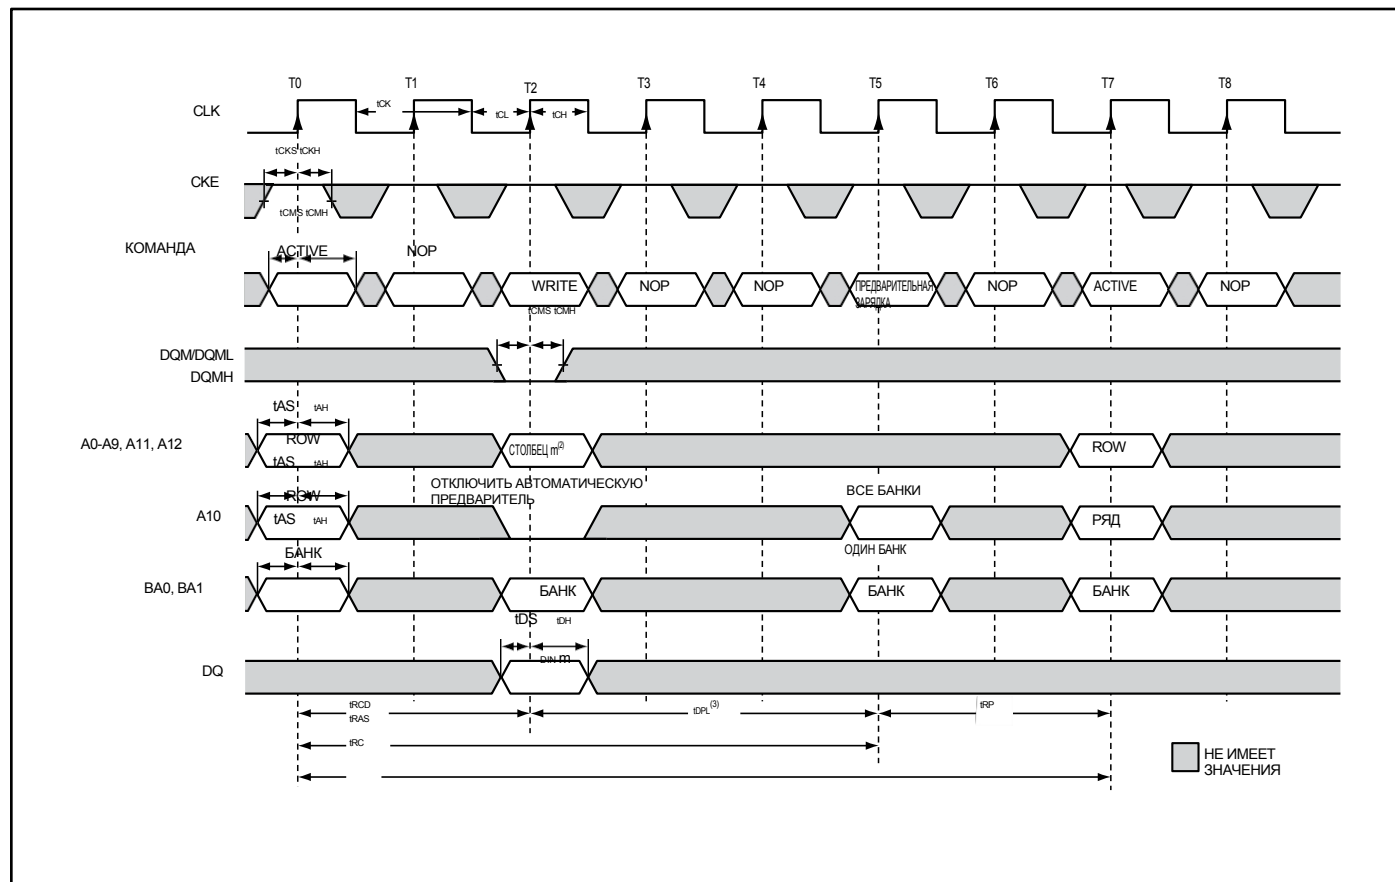 T0 T1 T2 T3 T4 T5 T6 T7 T8
CLK
tCK tCL tCH
tCKS tCKH
CKE
tCMS tCMH
КОМАНДА
ACTIVE NOP
WRITE NOP NOP ПРЕДВАРИТЕЛЬНАЯ ЗАРЯДКА NOP ACTIVE NOP
tCMS tCMH
DQM/DQML
DQMH
tAS tAH
A0-A9, A11, A12
ROW СТОЛБЕЦ m(2) ROW
tAS tAH
ОТКЛЮЧИТЬ АВТОМАТИЧЕСКУЮ
ПРЕДВАРИТЕЛЬ
ВСЕ БАНКИ
ROW
A10
tAS tAH
РЯД
БАНК
ОДИН БАНК
BA0, BA1
БАНК БАНК БАНК
tDS tDH
DIN m
DQ
tRCD tDPL(3) tRP
tRAS
tRC
НЕ ИМЕЕТ
ЗНАЧЕНИЯ